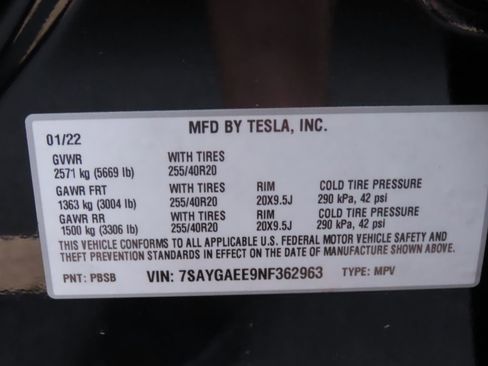 MFD BY TESLA, INC.
01/22
GVWR WITH TIRES
2571 kg (5669 lb) 255/40R20
GAWR FRT WITH TIRES RIM COLD TIRE PRESSURE
1363 kg (3004 lb) 255/40R20 20X9.5J 290 kPa, 42 psi
GAWR RR WITH TIRES RIM COLD TIRE PRESSURE
1500 kg (3306 lb) 255/40R20 20X9.5J 290 kPa, 42 psi
THIS VEHICLE CONFORMS TO ALL APPLICABLE U.S. FEDERAL MOTOR VEHICLE SAFETY AND
THEFT PREVENTION STANDARDS IN EFFECT ON THE DATE OF MANUFACTURE SHOWN ABOVE.
PNT: PBSB VIN: 7SAYGAEE9NF362963 TYPE: MPV